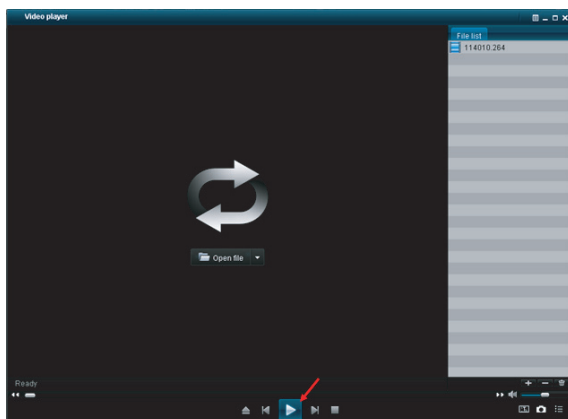 Video player
File list
114010.264
Open file
Ready